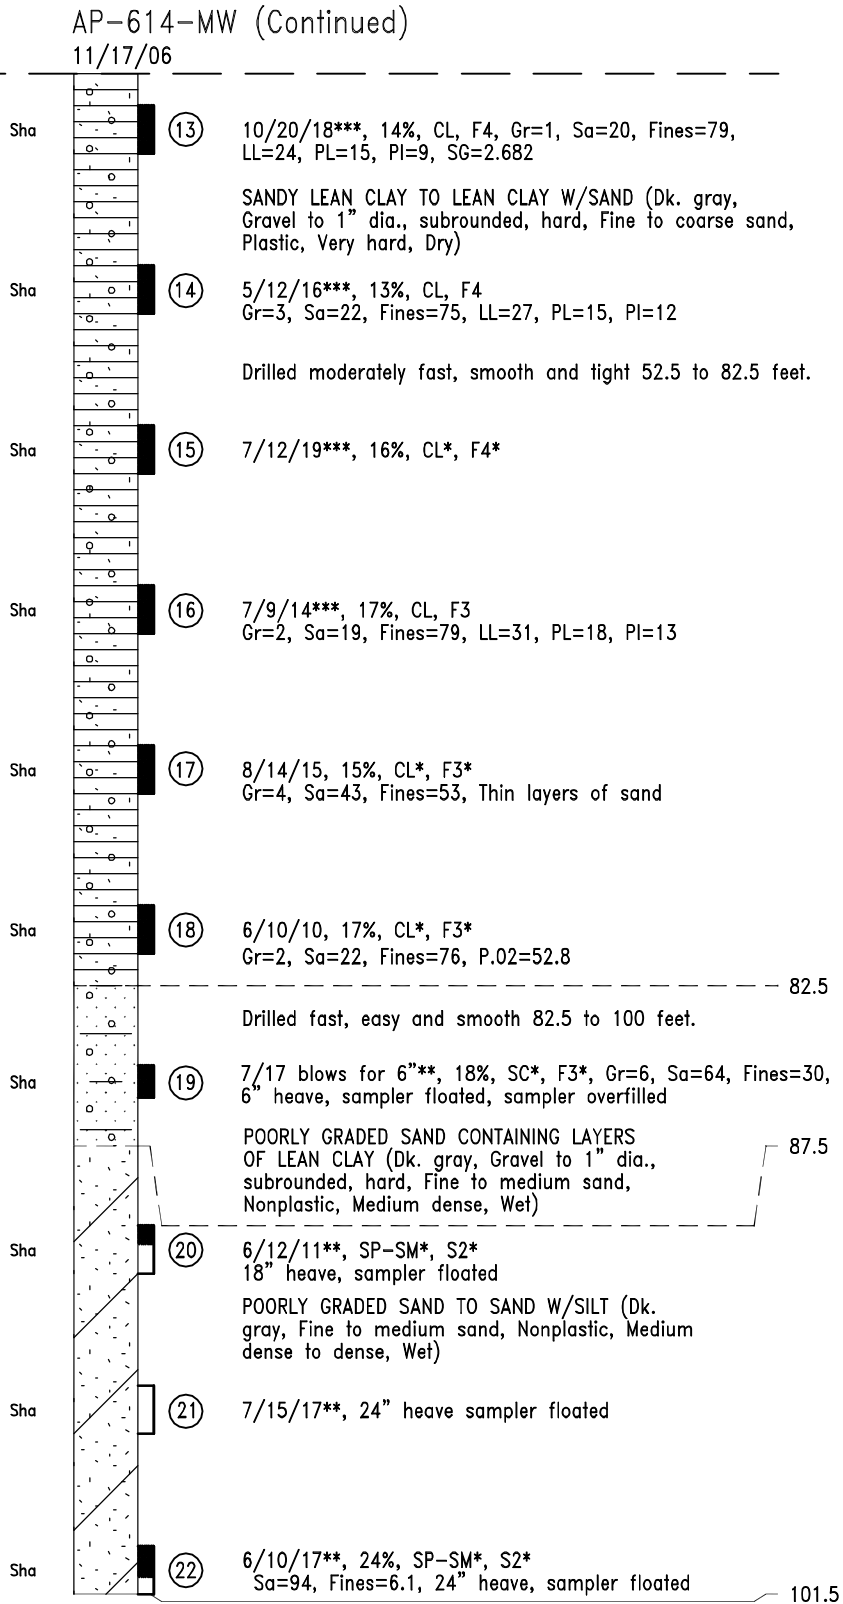 AP-614-MW (Continued)
11/17/06
Sha 13 10/20/18***, 14%, CL, F4, Gr=1, Sa=20, Fines=79,
LL=24, PL=15, PI=9, SG=2.682
SANDY LEAN CLAY TO LEAN CLAY W/SAND (Dk. gray,
Gravel to 1" dia., subrounded, hard, Fine to coarse sand,
Plastic, Very hard, Dry)
Sha 14 5/12/16***, 13%, CL, F4
Gr=3, Sa=22, Fines=75, LL=27, PL=15, PI=12
Drilled moderately fast, smooth and tight 52.5 to 82.5 feet.
Sha 15 7/12/19***, 16%, CL*, F4*
Sha 16 7/9/14***, 17%, CL, F3
Gr=2, Sa=19, Fines=79, LL=31, PL=18, PI=13
Sha 17 8/14/15, 15%, CL*, F3*
Gr=4, Sa=43, Fines=53, Thin layers of sand
Sha 18 6/10/10, 17%, CL*, F3*
Gr=2, Sa=22, Fines=76, P.02=52.8
82.5
Drilled fast, easy and smooth 82.5 to 100 feet.
Sha 19 7/17 blows for 6"**, 18%, SC*, F3*, Gr=6, Sa=64, Fines=30,
6" heave, sampler floated, sampler overfilled
POORLY GRADED SAND CONTAINING LAYERS
87.5
OF LEAN CLAY (Dk. gray, Gravel to 1" dia.,
subrounded, hard, Fine to medium sand,
Nonplastic, Medium dense, Wet)
Sha 20 6/12/11**, SP-SM*, S2*
18" heave, sampler floated
POORLY GRADED SAND TO SAND W/SILT (Dk.
gray, Fine to medium sand, Nonplastic, Medium
dense to dense, Wet)
Sha 21 7/15/17**, 24" heave sampler floated
Sha 22 6/10/17**, 24%, SP-SM*, S2*
Sa=94, Fines=6.1, 24" heave, sampler floated
101.5